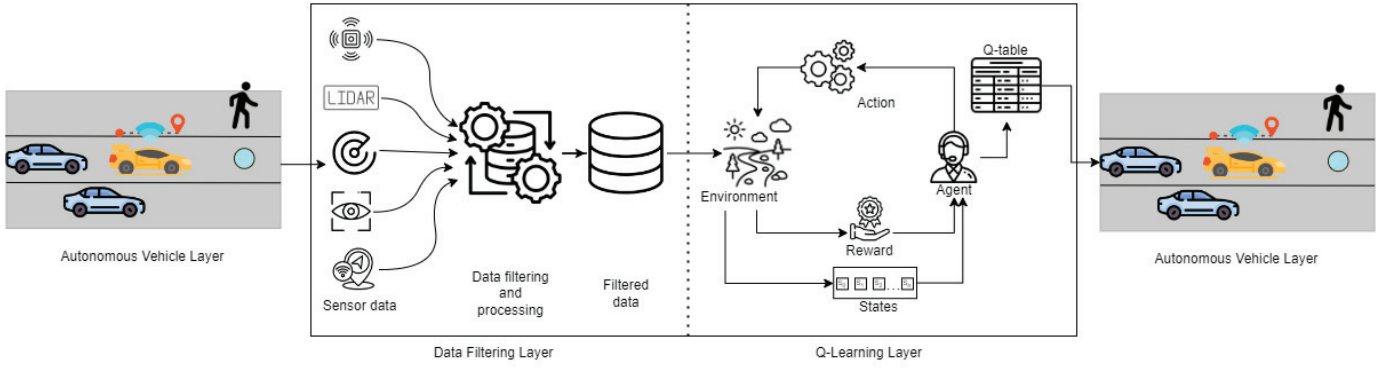 Autonomous Vehicle Layer
LIDAR
Sensor data
Data filtering
and
processing
Filtered
data
Data Filtering Layer
Action
Q-table
Environment
Agent
Reward
States
Q-Learning Layer
Autonomous Vehicle Layer